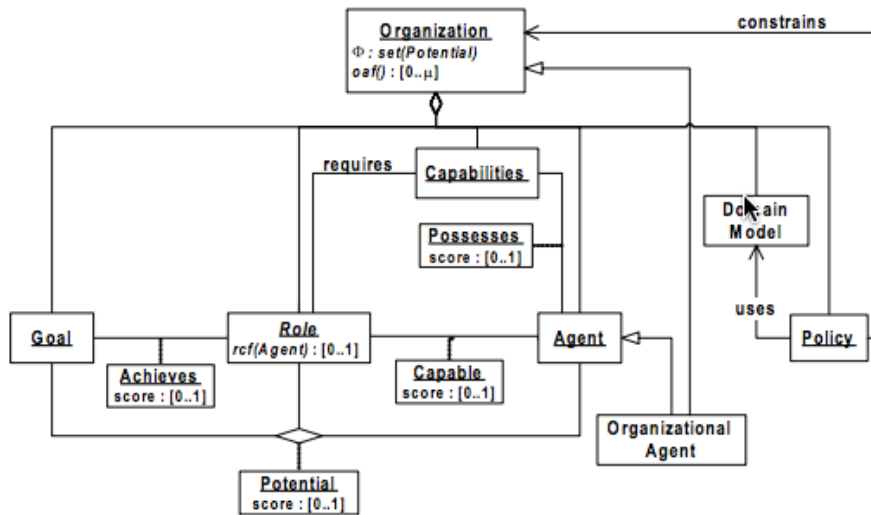 Organization
Φ : set(Potential)
oaf() : [0..μ]
constrains
requires
Capabilities
Possesses
score : [0..1]
Model
uses
Goal
Role
rcf(Agent) : [0..1]
Agent
Policy
Achieves
score : [0..1]
Capable
score : [0..1]
Organizational
Agent
Potential
score : [0..1]